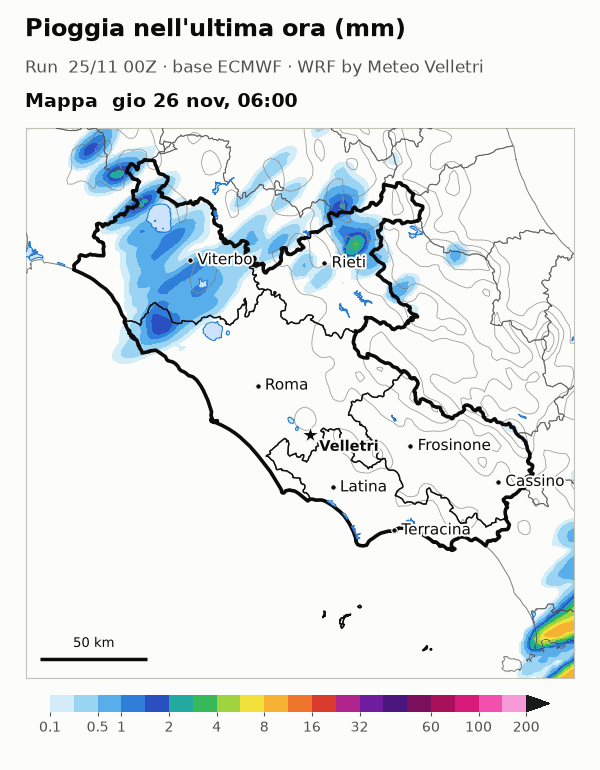 Pioggia nell'ultima ora (mm)
Run 25/11 00Z · base ECMWF · WRF by Meteo Velletri
Mappa gio 26 nov, 06:00
Viterbo
Rieti
Roma
Velletri
Frosinone
Latina
Cassino
Terracina
50 km
0.1 0.5 1 2 4 8 16 32 60 100 200